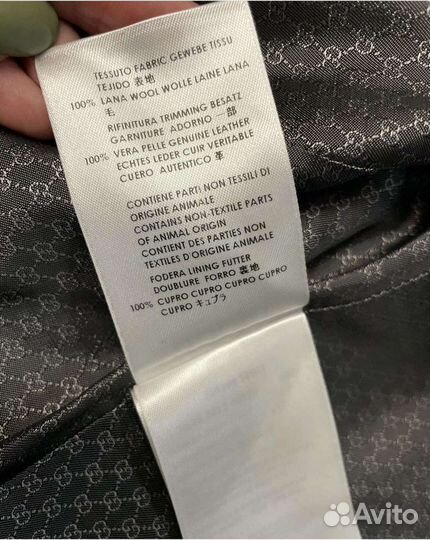 TESSUTO FABRIC GEWEBE TISSU
TEJIDO 表地
100% LANA WOOL WOLLE LAINE LANA
毛
RIFINITURA TRIMMING BESATZ
GARNITURE ADORNO 一部
100% VERA PELLE GENUINE LEATHER
ECHTES LEDER CUIR VERITABLE
CUERO AUTENTICO 革
CONTIENE PARTI NON TESSILI DI
ORIGINE ANIMALE
CONTAINS NON-TEXTILE PARTS
OF ANIMAL ORIGIN
CONTIENT DES PARTIES NON
TEXTILES D'ORIGINE ANIMALE
FODERA LINING FUTTER
DOUBLURE FORRO 裏地
100% CUPRO CUPRO CUPRO CUPRO
CUPRO キュプラ
Avito